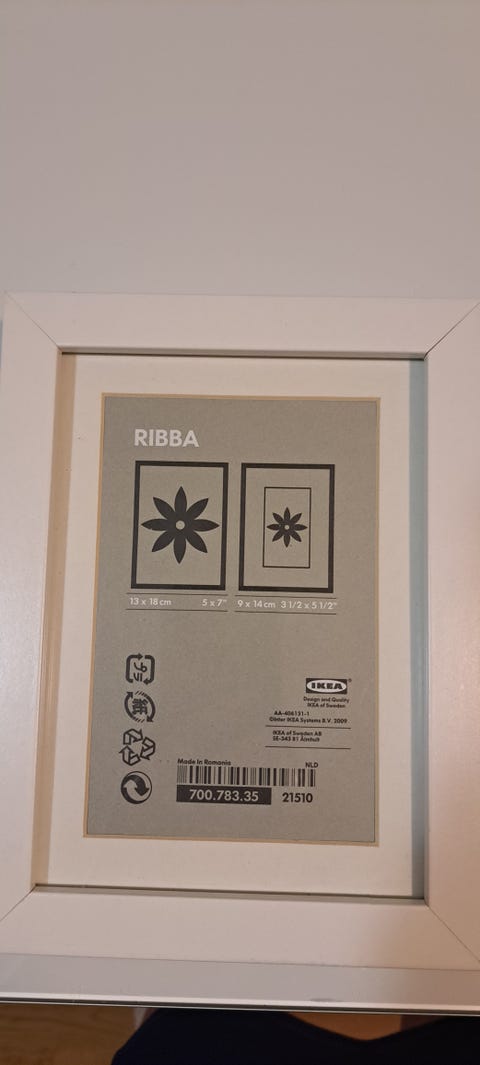 RIBBA
13 x 18 cm 5 x 7" 9 x 14 cm 3 1/2 x 5 1/2"
IKEA®
Design and Quality
IKEA of Sweden
AA-406151-1
©Inter IKEA Systems B.V. 2009
IKEA of Sweden AB
SE-343 81 Älmhult
Made in Romania NLD
700.783.35 21510